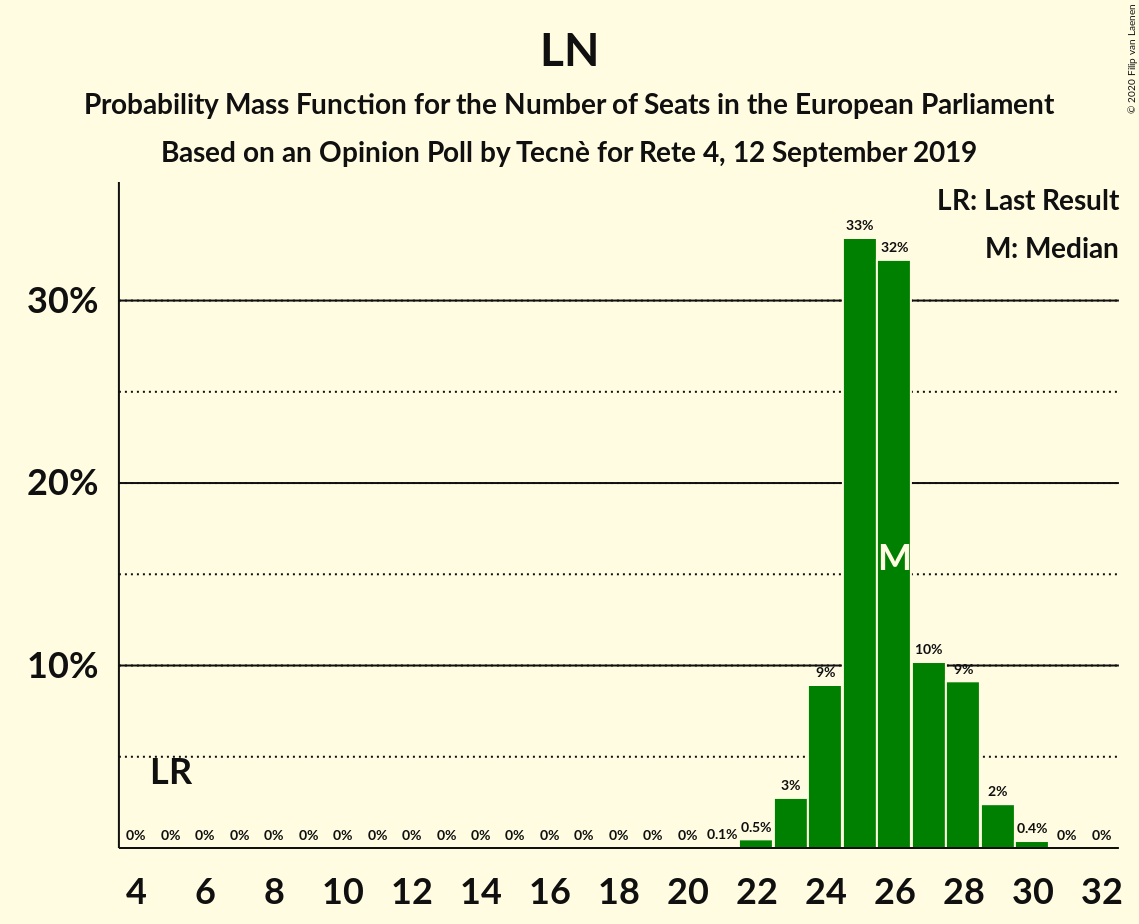 LN
Probability Mass Function for the Number of Seats in the European Parliament
Based on an Opinion Poll by Tecnè for Rete 4, 12 September 2019
© 2020 Filip van Laenen
LR: Last Result
M: Median
33%
32%
30%
20%
M
10%
10%
9%
9%
LR
3%
2%
0% 0% 0% 0% 0% 0% 0% 0% 0% 0% 0% 0% 0% 0% 0% 0% 0% 0.1% 0.5% 0.4% 0% 0%
4 6 8 10 12 14 16 18 20 22 24 26 28 30 32